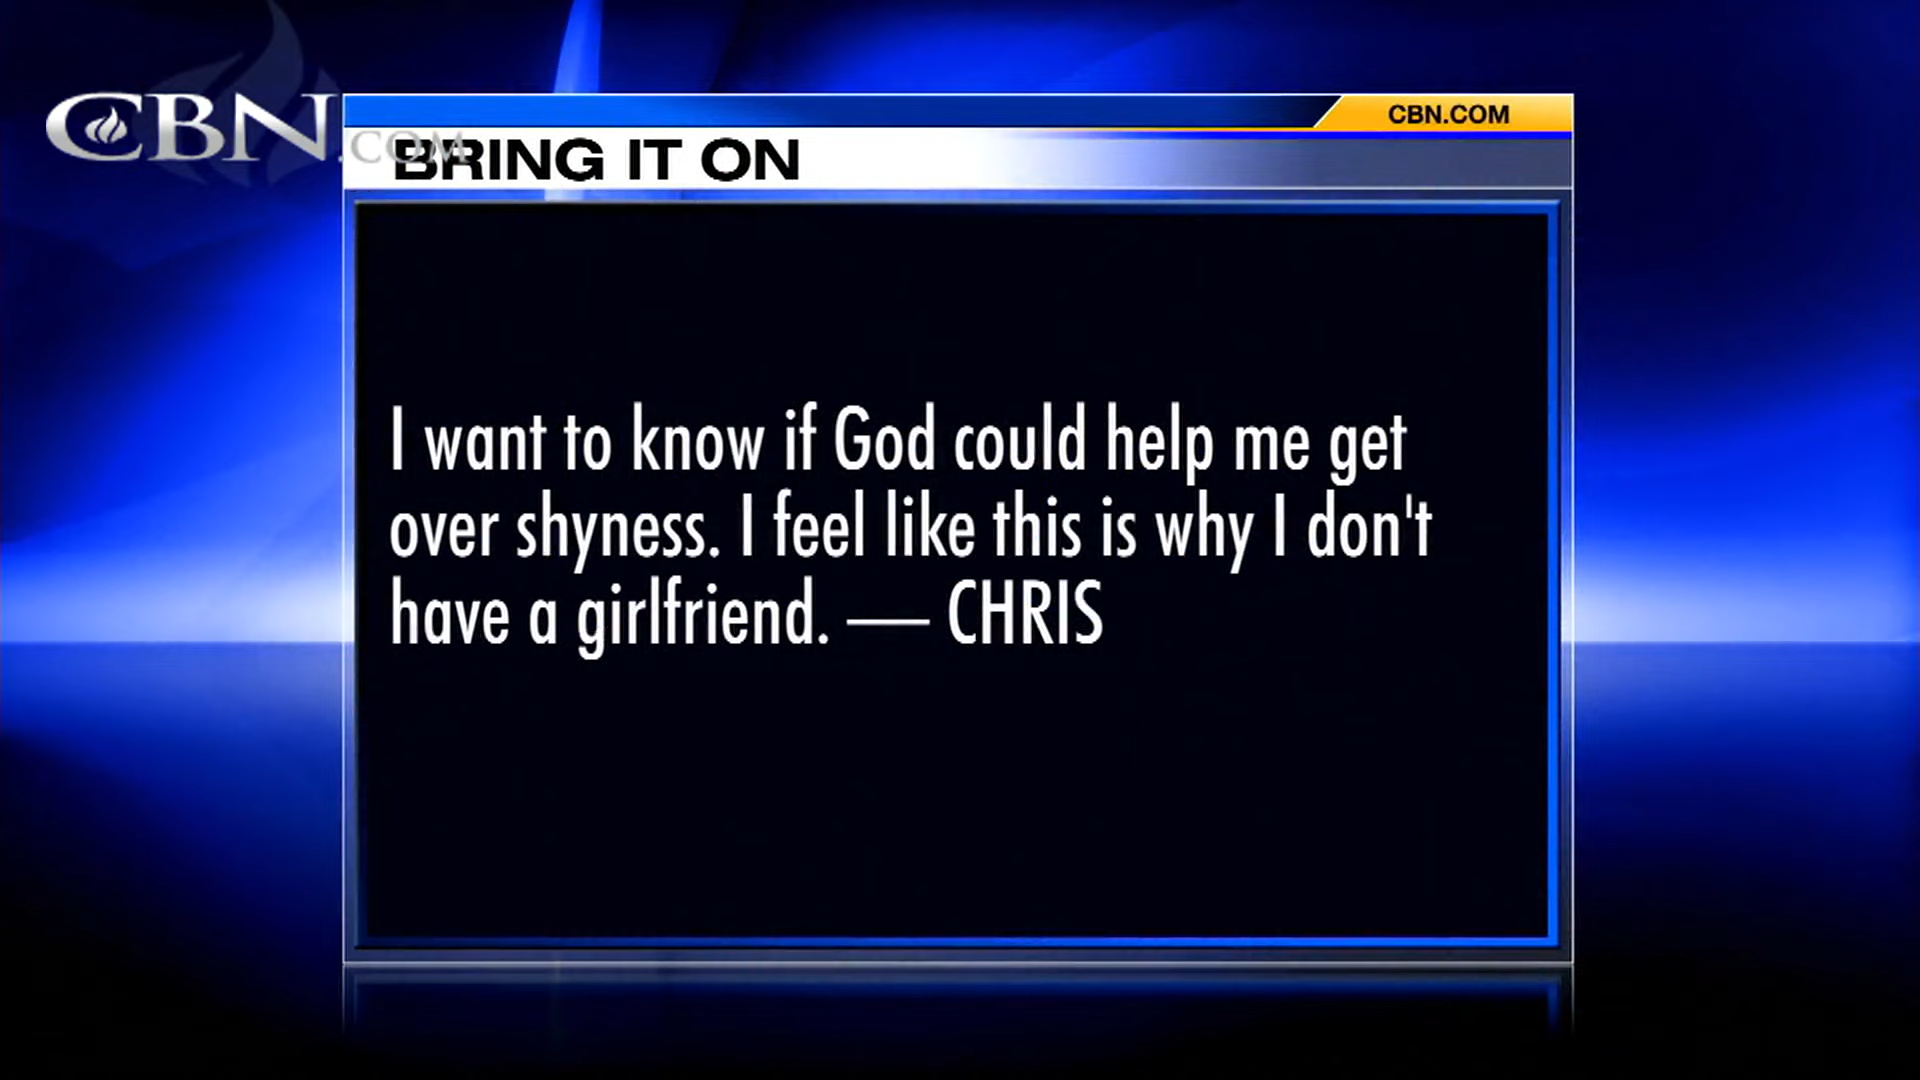 CBN.COM
CBN.COM
BRING IT ON
I want to know if God could help me get
over shyness. I feel like this is why I don't
have a girlfriend. — CHRIS